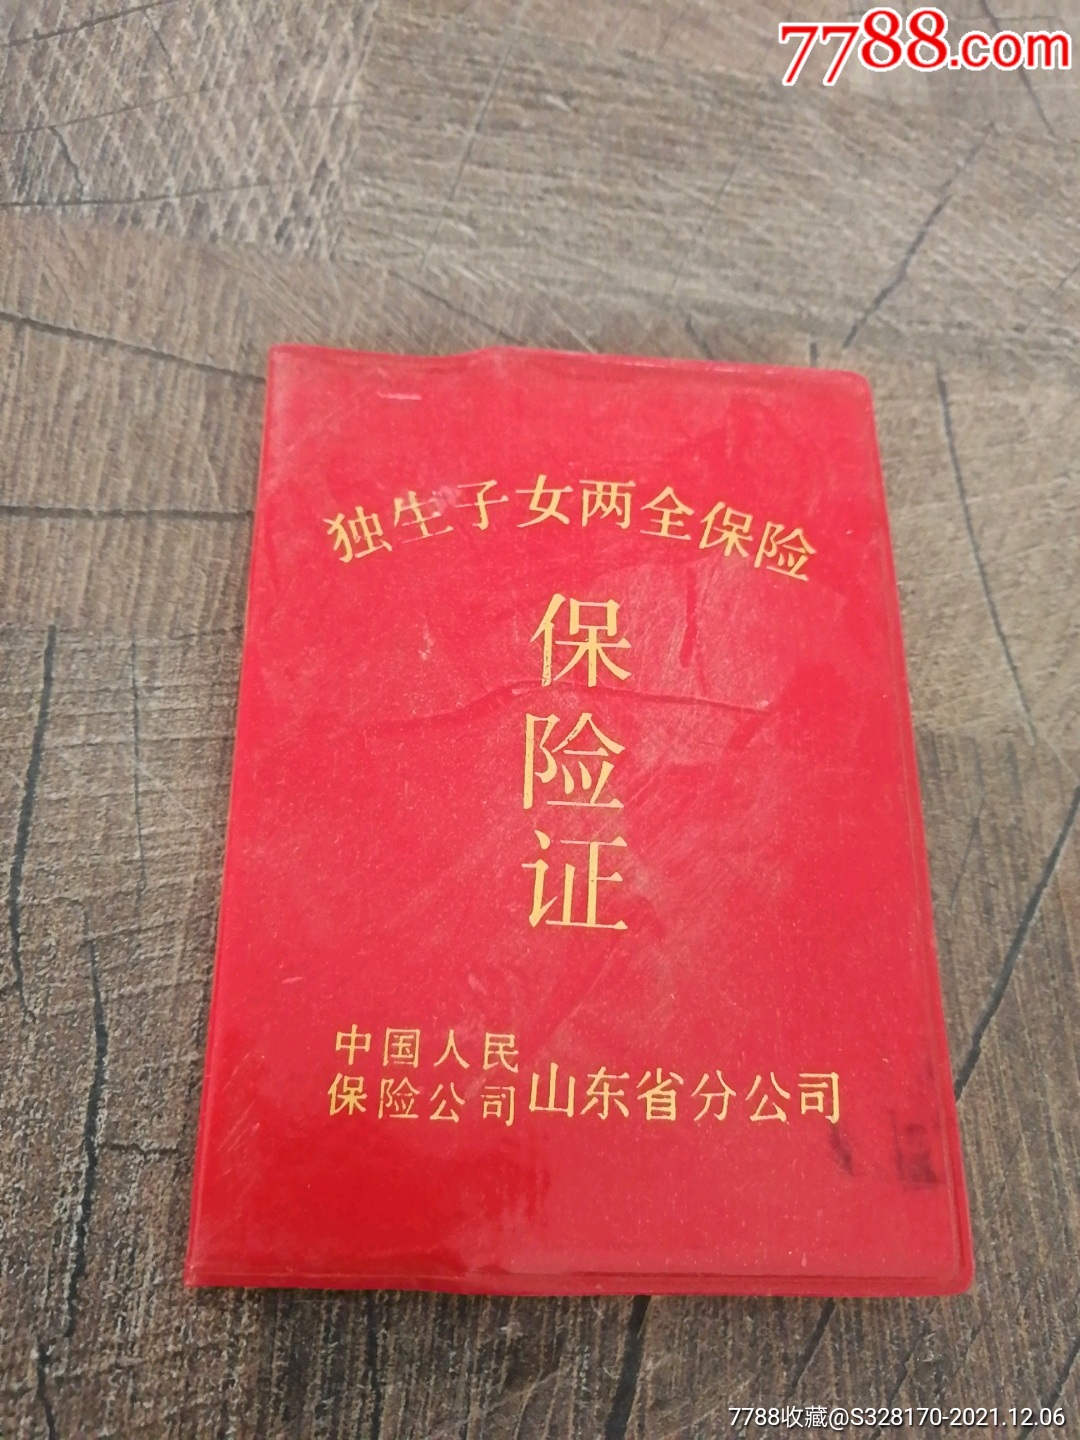 7788.com
独生子女两全保险
保
险
证
中国人民
保险公司 山东省分公司
7788收藏@S328170-2021.12.06